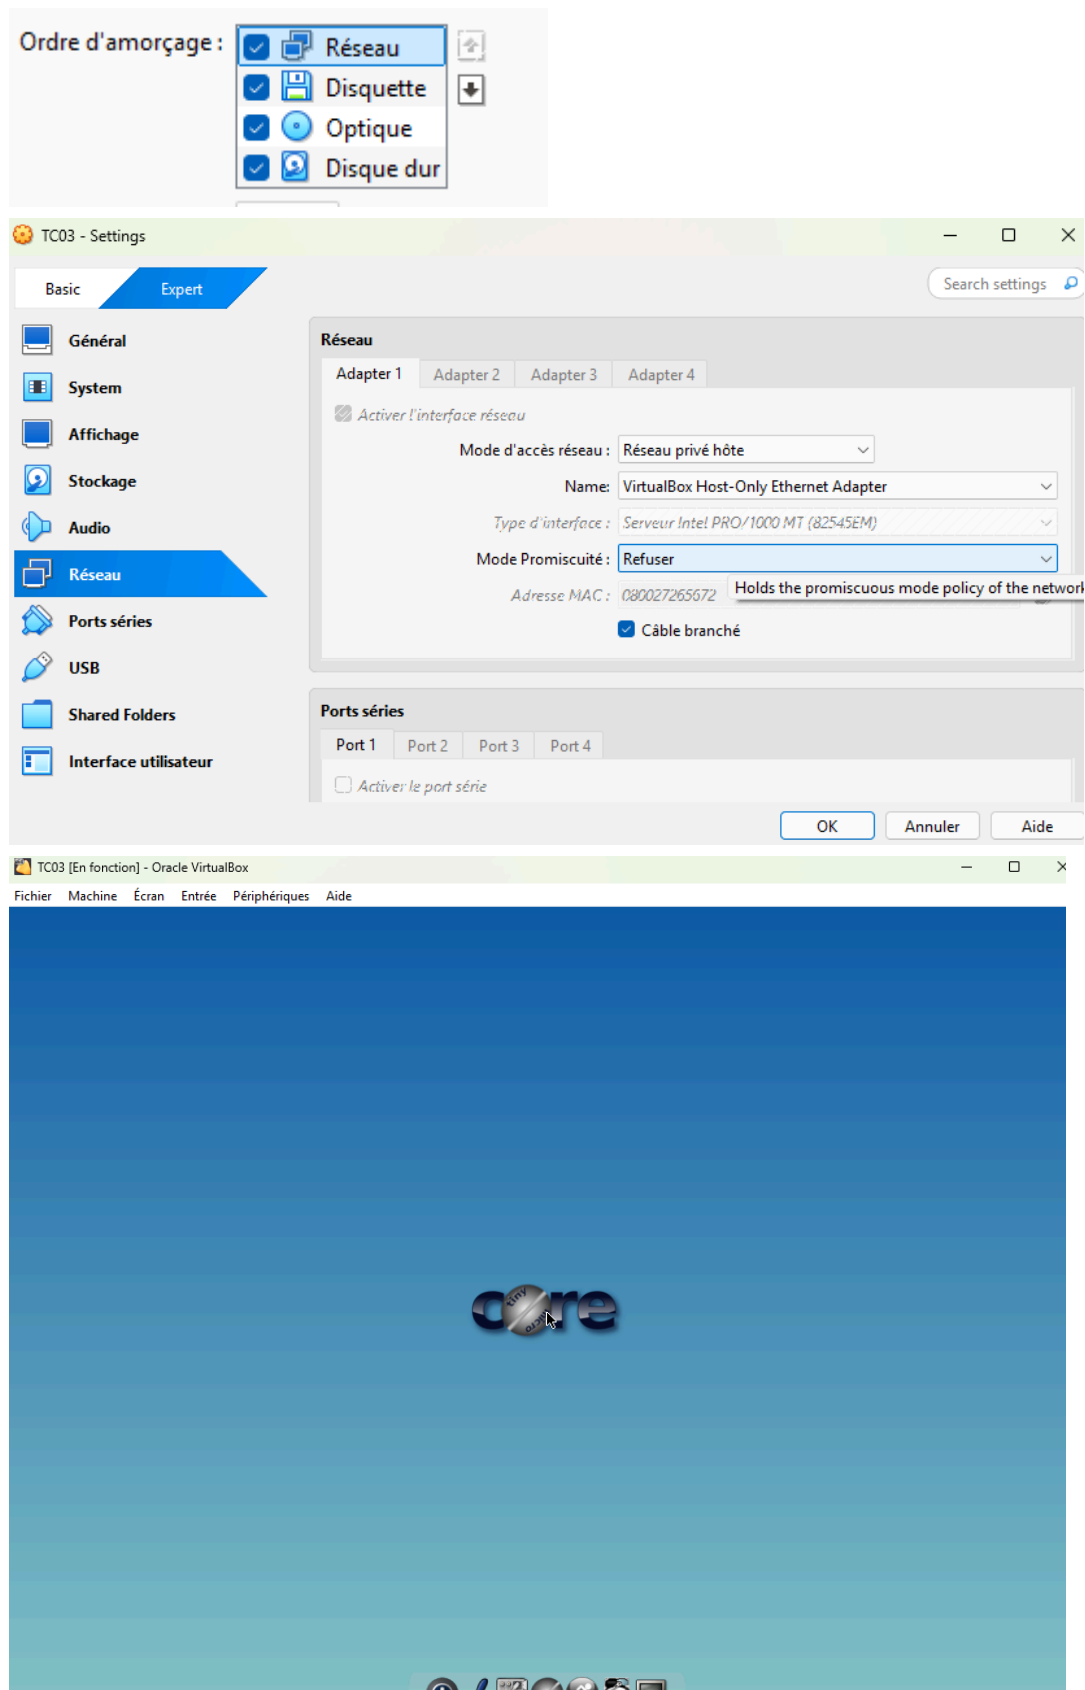 Ordre d'amorçage :
Réseau
Disquette
Optique
Disque dur
TC03 - Settings
Basic
Expert
Search settings
Général
System
Affichage
Stockage
Audio
Réseau
Ports séries
USB
Shared Folders
Interface utilisateur
Réseau
Adapter 1 Adapter 2 Adapter 3 Adapter 4
Activer l'interface réseau
Mode d'accès réseau : Réseau privé hôte
Name: VirtualBox Host-Only Ethernet Adapter
Type d'interface : Serveur Intel PRO/1000 MT (82545EM)
Mode Promiscuité : Refuser
Holds the promiscuous mode policy of the network
Adresse MAC : 080027265672
Câble branché
Ports séries
Port 1 Port 2 Port 3 Port 4
Activer le port série
OK Annuler Aide
TC03 [En fonction] - Oracle VirtualBox
Fichier Machine Écran Entrée Périphériques Aide
core
tiny
micro